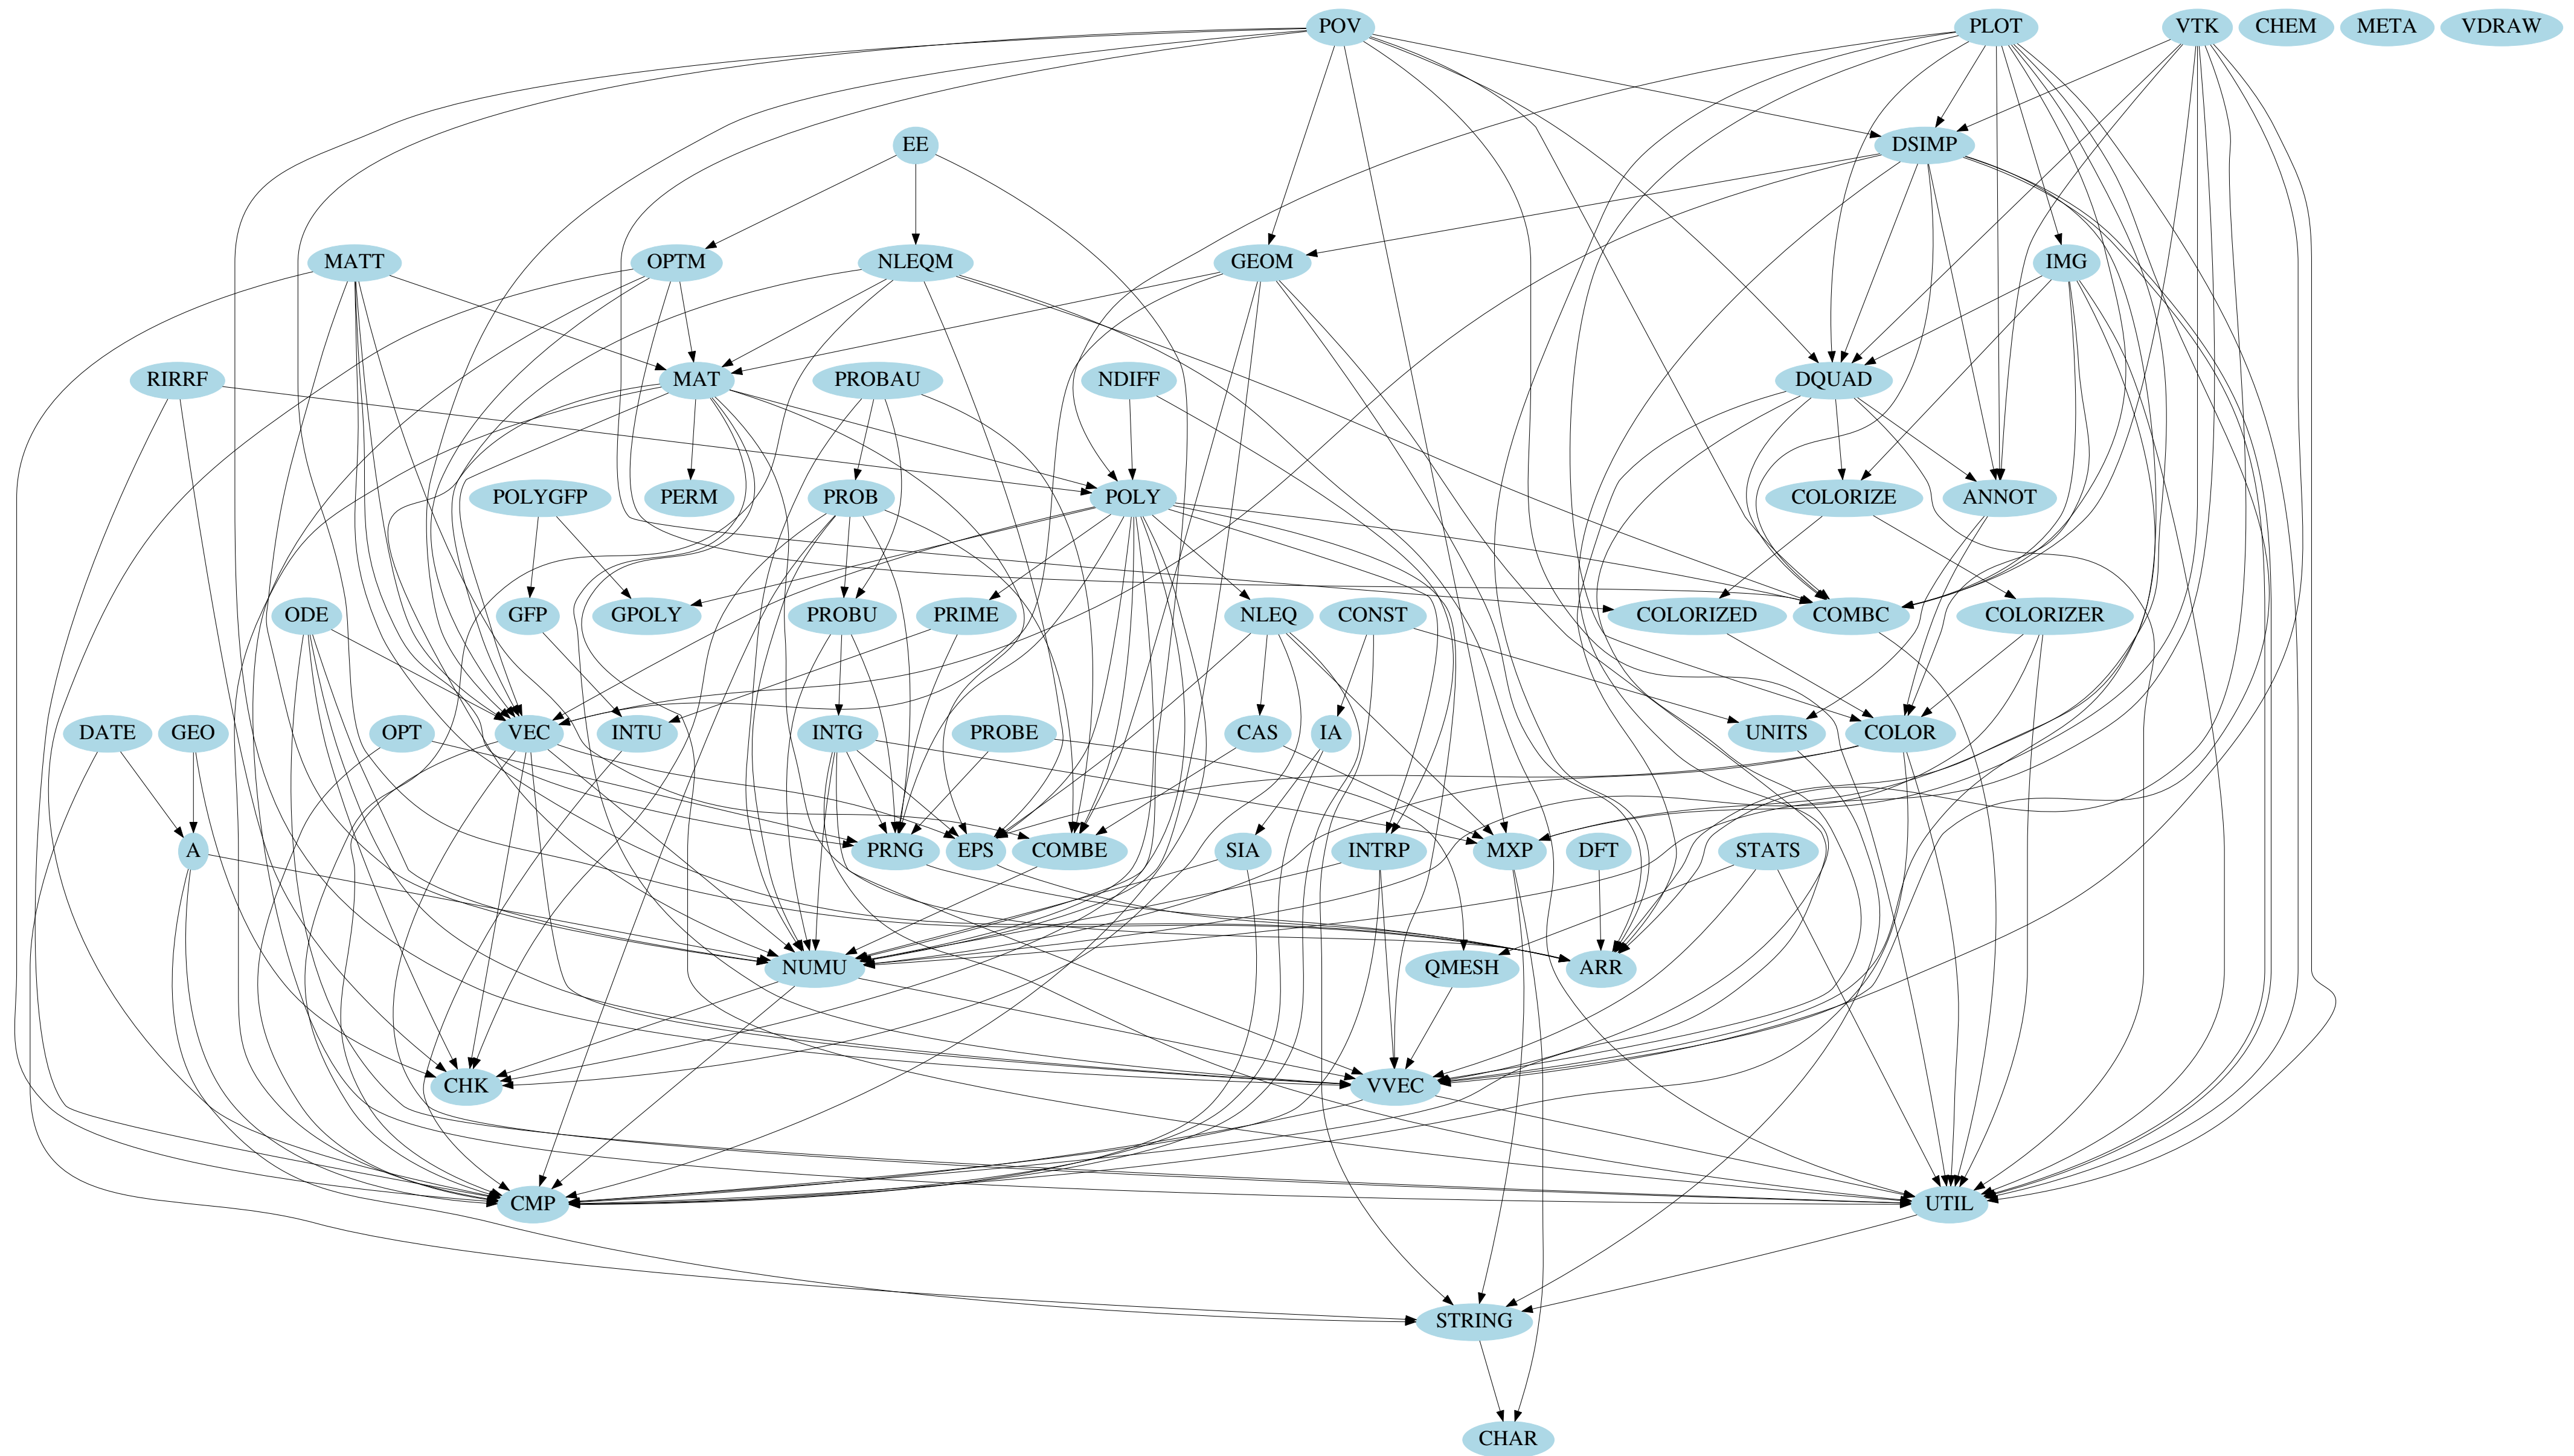 POV
PLOT
VTK
CHEM
META
VDRAW
EE
DSIMP
MATT
OPTM
NLEQM
GEOM
IMG
RIRRF
MAT
PROBAU
NDIFF
DQUAD
POLYGFP
PERM
PROB
POLY
COLORIZE
ANNOT
ODE
GFP
GPOLY
PROBU
PRIME
NLEQ
CONST
COLORIZED
COMBC
COLORIZER
DATE
GEO
OPT
VEC
INTU
INTG
PROBE
CAS
IA
UNITS
COLOR
A
PRNG
EPS
COMBE
SIA
INTRP
MXP
DFT
STATS
NUMU
QMESH
ARR
CHK
VVEC
CMP
UTIL
STRING
CHAR